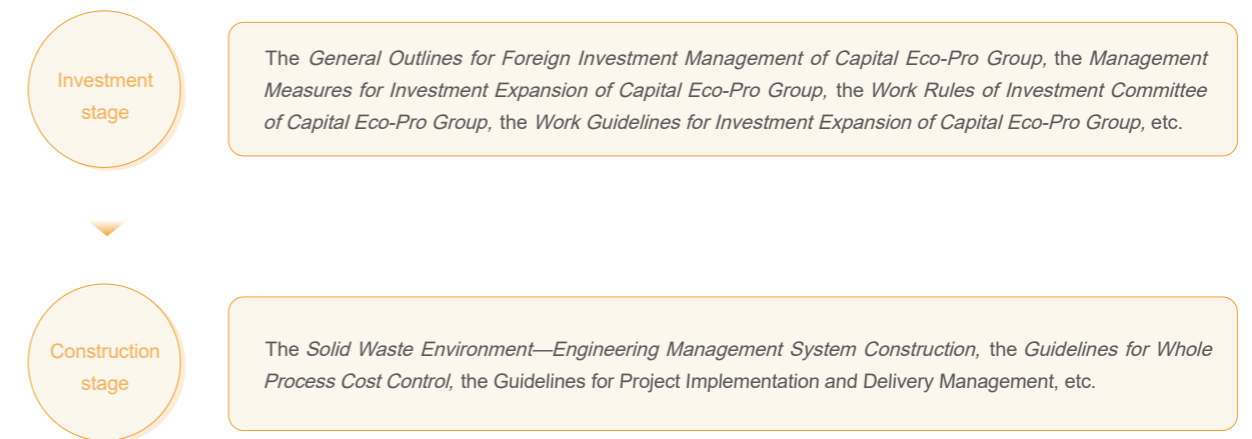 Investment
stage
The General Outlines for Foreign Investment Management of Capital Eco-Pro Group, the Management
Measures for Investment Expansion of Capital Eco-Pro Group, the Work Rules of Investment Committee
of Capital Eco-Pro Group, the Work Guidelines for Investment Expansion of Capital Eco-Pro Group, etc.
Construction
stage
The Solid Waste Environment—Engineering Management System Construction, the Guidelines for Whole
Process Cost Control, the Guidelines for Project Implementation and Delivery Management, etc.